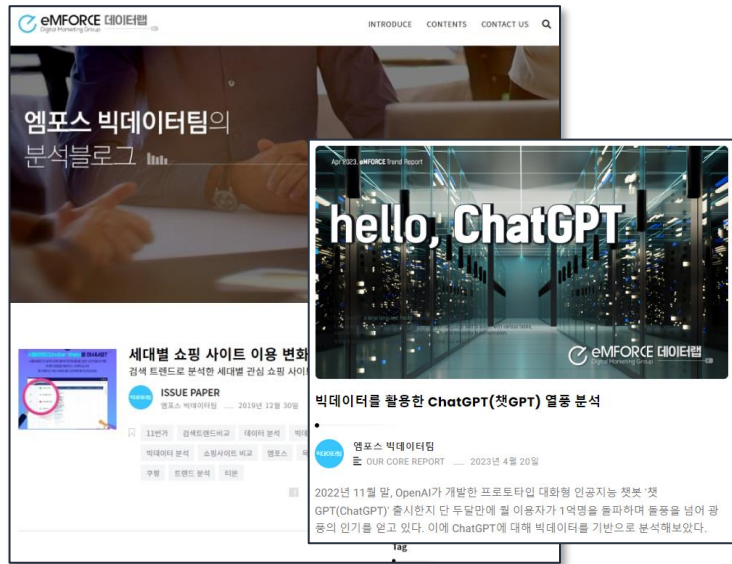 eMFORCE 데이터랩
Digital Marketing Group
INTRODUCE CONTENTS CONTACT US
엠포스 빅데이터팀의
분석블로그
세대별 쇼핑 사이트 이용 변화
검색 트렌드로 분석한 세대별 관심 쇼핑 사이트
ISSUE PAPER
엠포스 빅데이터팀 2019년 12월 30일
11번가 검색트렌드비교 데이터 분석
빅데이터 분석 쇼핑사이트 비교 엠포스
쿠팡 트렌드 분석 티몬
Tag
Apr 2023. eMFORCE Trend Report
hello, ChatGPT
eMFORCE 데이터랩
Digital Marketing Group
빅데이터를 활용한 ChatGPT(챗GPT) 열풍 분석
엠포스 빅데이터팀
OUR CORE REPORT 2023년 4월 20일
2022년 11월 말, OpenAI가 개발한 프로토타입 대화형 인공지능 챗봇 '챗
GPT(ChatGPT)' 출시한지 단 두달만에 월 이용자가 1억명을 돌파하며 돌풍을 넘어 광
풍의 인기를 얻고 있다. 이에 ChatGPT에 대해 빅데이터를 기반으로 분석해보았다.